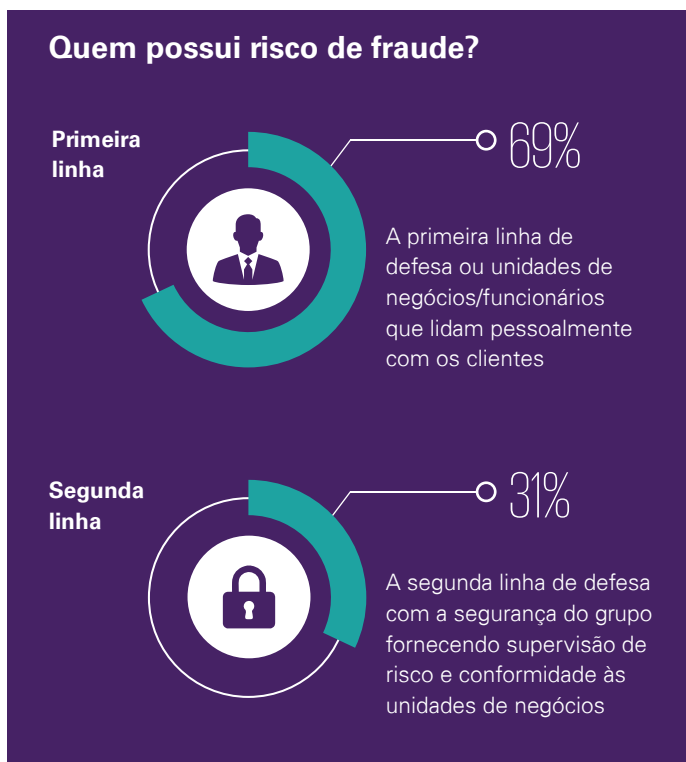 Quem possui risco de fraude?
Primeira
linha
69%
A primeira linha de
defesa ou unidades de
negócios/funcionários
que lidam pessoalmente
com os clientes
Segunda
linha
31%
A segunda linha de defesa
com a segurança do grupo
fornecendo supervisão de
risco e conformidade às
unidades de negócios